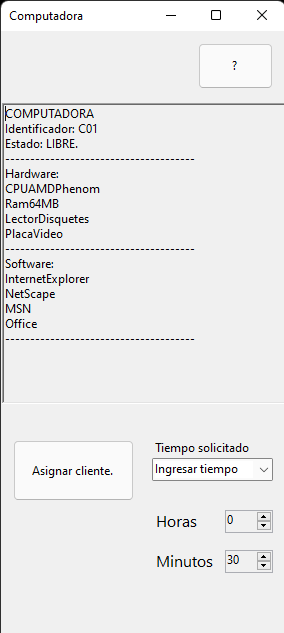 Computadora
?
COMPUTADORA
Identificador: C01
Estado: LIBRE.
------------------------------------
Hardware:
CPUAMDPhenom
Ram64MB
LectorDisquetes
PlacaVideo
------------------------------------
Software:
InternetExplorer
NetScape
MSN
Office
------------------------------------
Tiempo solicitado
Asignar cliente.
Ingresar tiempo
Horas 0
Minutos 30